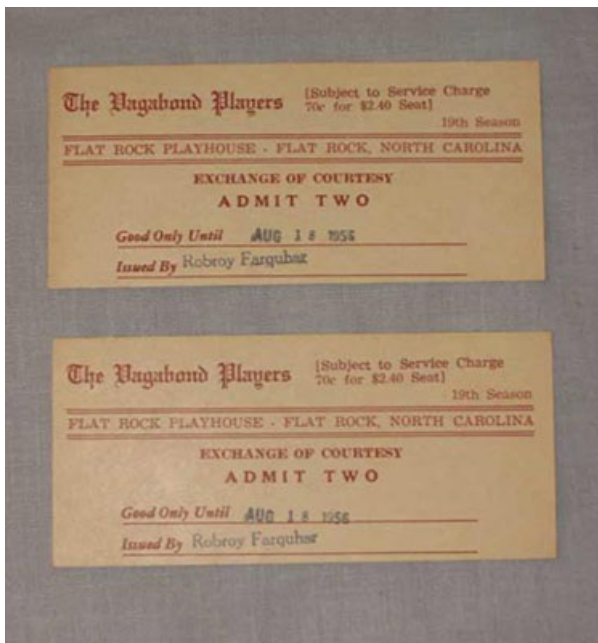 The Vagabond Players [Subject to Service Charge
70c for $2.40 Seat]
19th Season
FLAT ROCK PLAYHOUSE - FLAT ROCK, NORTH CAROLINA
EXCHANGE OF COURTESY
ADMIT TWO
Good Only Until AUG 18 1956
Issued By Robroy Farquhar
The Vagabond Players [Subject to Service Charge
70c for $2.40 Seat]
19th Season
FLAT ROCK PLAYHOUSE - FLAT ROCK, NORTH CAROLINA
EXCHANGE OF COURTESY
ADMIT TWO
Good Only Until AUG 18 1956
Issued By Robroy Farquhar